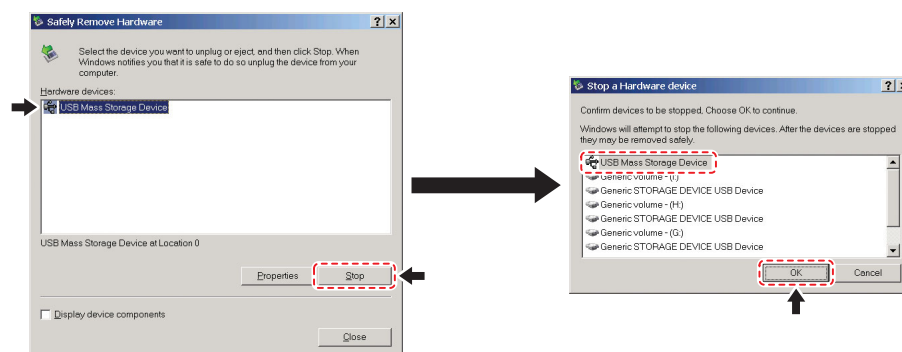 Safely Remove Hardware
Select the device you want to unplug or eject, and then click Stop. When
Windows notifies you that it is safe to do so unplug the device from your
computer.
Hardware devices:
USB Mass Storage Device
USB Mass Storage Device at Location 0
Properties
Stop
Display device components
Close
Stop a Hardware device
Confirm devices to be stopped, Choose OK to continue.
Windows will attempt to stop the following devices. After the devices are stopped
they may be removed safely.
USB Mass Storage Device
Generic volume - (I:)
Generic STORAGE DEVICE USB Device
Generic volume - (H:)
Generic STORAGE DEVICE USB Device
Generic volume - (G:)
Generic STORAGE DEVICE USB Device
OK
Cancel